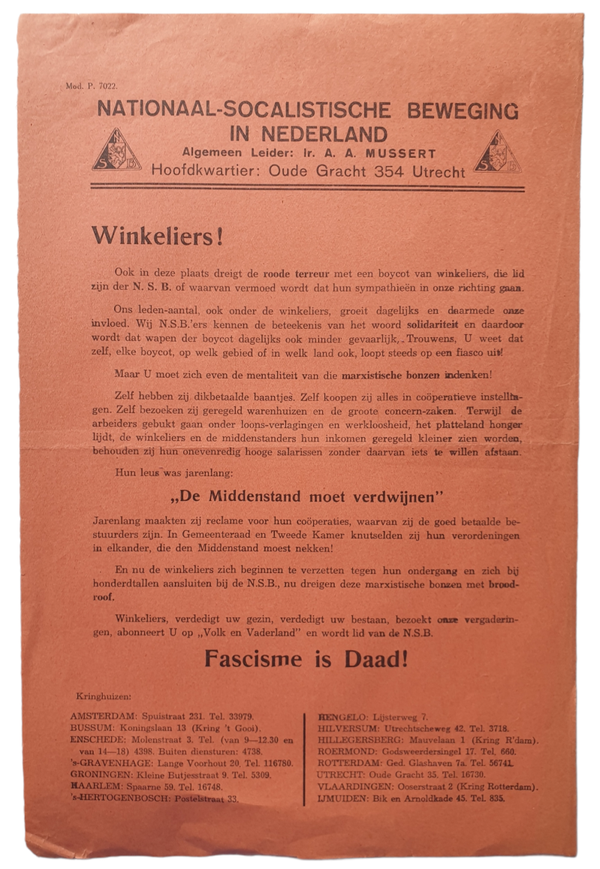 Mod. P. 7022.
NATIONAAL-SOCALISTISCHE BEWEGING
IN NEDERLAND
Algemeen Leider: Ir. A. A. MUSSERT
Hoofdkwartier: Oude Gracht 354 Utrecht
Winkeliers!
Ook in deze plaats dreigt de roode terreur met een boycot van winkeliers, die lid
zijn der N. S. B. of waarvan vermoed wordt dat hun sympathieën in onze richting gaan.
Ons leden-aantal, ook onder de winkeliers, groeit dagelijks en daarmede onze
invloed. Wij N.S.B.'ers kennen de beteekenis van het woord solidariteit en daardoor
wordt dat wapen der boycot dagelijks ook minder gevaarlijk. Trouwens, U weet dat
zelf, elke boycot, op welk gebied of in welk land ook, loopt steeds op een fiasco uit!
Maar U moet zich even de mentaliteit van die marxistische bonzen indenken!
Zelf hebben zij dikbetaalde baantjes. Zelf koopen zij alles in coöperatieve instellin-
gen. Zelf bezoeken zij geregeld warenhuizen en de groote concern-zaken. Terwijl de
arbeiders gebukt gaan onder loops-verlagingen en werkloosheid, het platteland honger
lijdt, de winkeliers en de middenstanders hun inkomen geregeld kleiner zien worden,
behouden zij hun onevenredig hooge salarissen zonder daarvan iets te willen afstaan.
Hun leus was jarenlang:
„De Middenstand moet verdwijnen"
Jarenlang maakten zij reclame voor hun coöperaties, waarvan zij de goed betaalde be-
stuurders zijn. In Gemeenteraad en Tweede Kamer knutselden zij hun verordeningen
in elkander, die den Middenstand moest nekken!
En nu de winkeliers zich beginnen te verzetten tegen hun ondergang en zich bij
honderdtallen aansluiten bij de N.S.B., nu dreigen deze marxistische bonzen met brood-
roof.
Winkeliers, verdedigt uw gezin, verdedigt uw bestaan, bezoekt onze vergaderin-
gen, abonneert U op „Volk en Vaderland" en wordt lid van de N.S.B.
Fascisme is Daad!
Kringhuizen:
AMSTERDAM: Spuistraat 231. Tel. 33979.
BUSSUM: Koningslaan 13 (Kring 't Gooi).
ENSCHEDE: Molenstraat 3. Tel. (van 9—12.30 en
van 14—18) 4398. Buiten diensturen: 4738.
's-GRAVENHAGE: Lange Voorhout 20. Tel. 116780.
GRONINGEN: Kleine Butjesstraat 9. Tel. 5309.
HAARLEM: Spaarne 59. Tel. 16748.
's-HERTOGENBOSCH: Postelstraat 33.
HENGELO: Lijsterweg 7.
HILVERSUM: Utrechtscheweg 42. Tel. 3718.
HILLEGERSBERG: Mauvelaan 1 (Kring R'dam).
ROERMOND: Godsweerdersingel 17. Tel. 660.
ROTTERDAM: Ged. Glashaven 7a. Tel. 56741.
UTRECHT: Oude Gracht 35. Tel. 16730.
VLAARDINGEN: Ooserstraat 2 (Kring Rotterdam).
IJMUIDEN: Bik en Arnoldkade 45. Tel. 835.